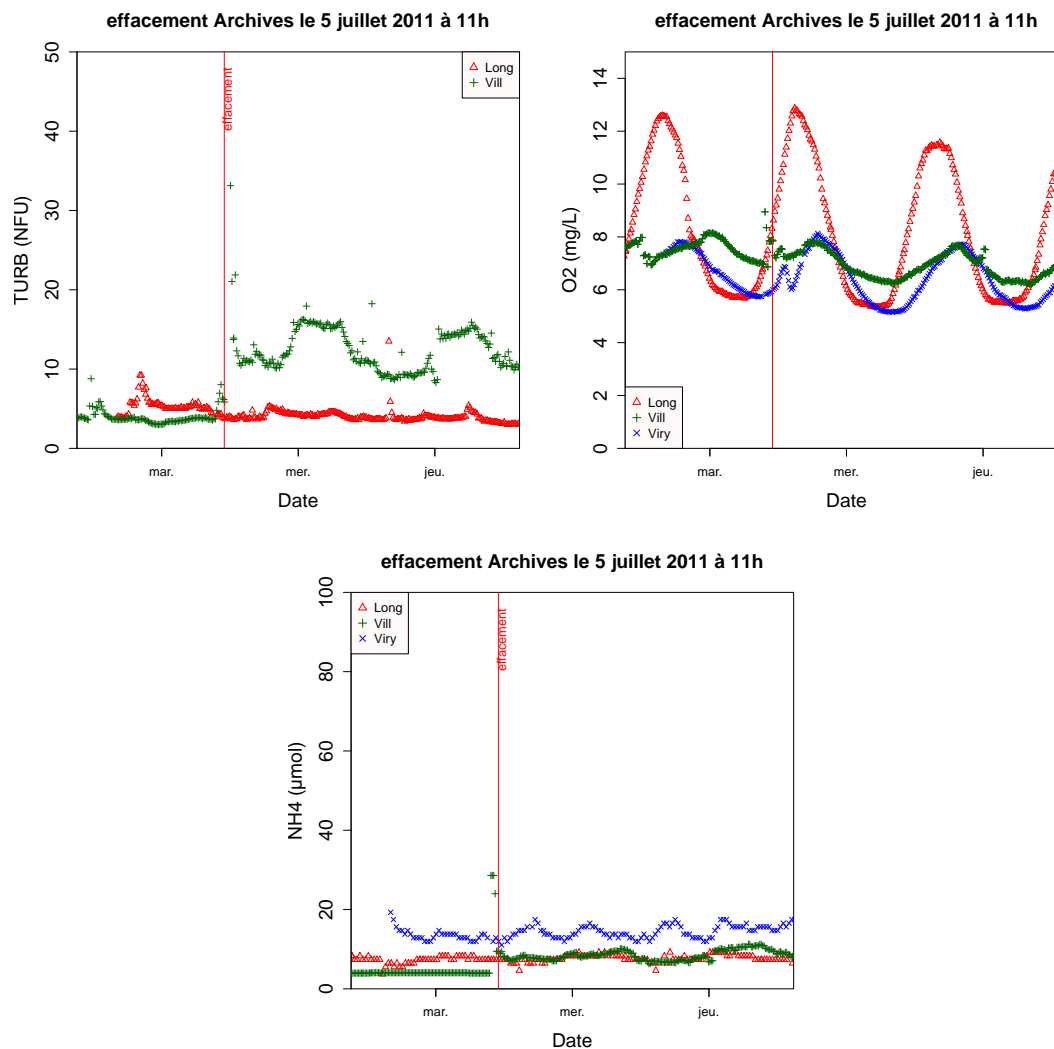 effacement Archives le 5 juillet 2011 à 11h
50
40
30
20
10
0
TURB (NFU)
effacement
Long
Vill
mar.
mer.
jeu.
Date
effacement Archives le 5 juillet 2011 à 11h
14
12
10
8
6
4
2
0
O2 (mg/L)
Long
Vill
Viry
mar.
mer.
jeu.
Date
effacement Archives le 5 juillet 2011 à 11h
100
80
60
40
20
0
NH4 (µmol)
Long
Vill
Viry
effacement
mar.
mer.
jeu.
Date